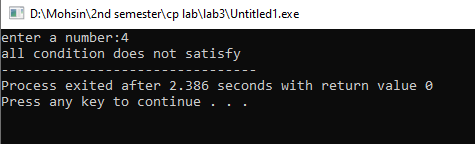 D:\Mohsin\2nd semester\cp lab\lab3\Untitled1.exe
enter a number:4
all condition does not satisfy
--------------------------------
Process exited after 2.386 seconds with return value 0
Press any key to continue . . .